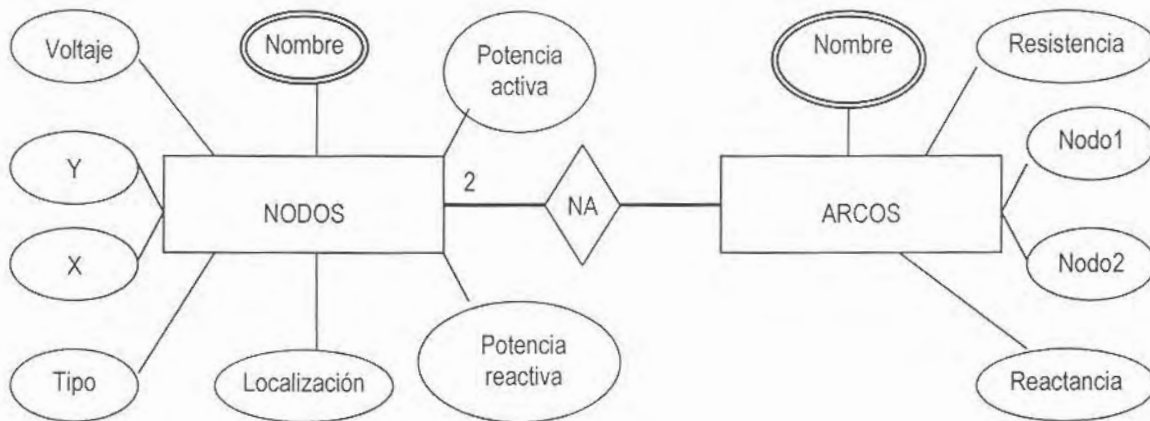 Voltaje
Nombre
Potencia
activa
Nombre
Resistencia
Y
2
NODOS
NA
ARCOS
Nodo1
X
Nodo2
Tipo
Localización
Potencia
reactiva
Reactancia